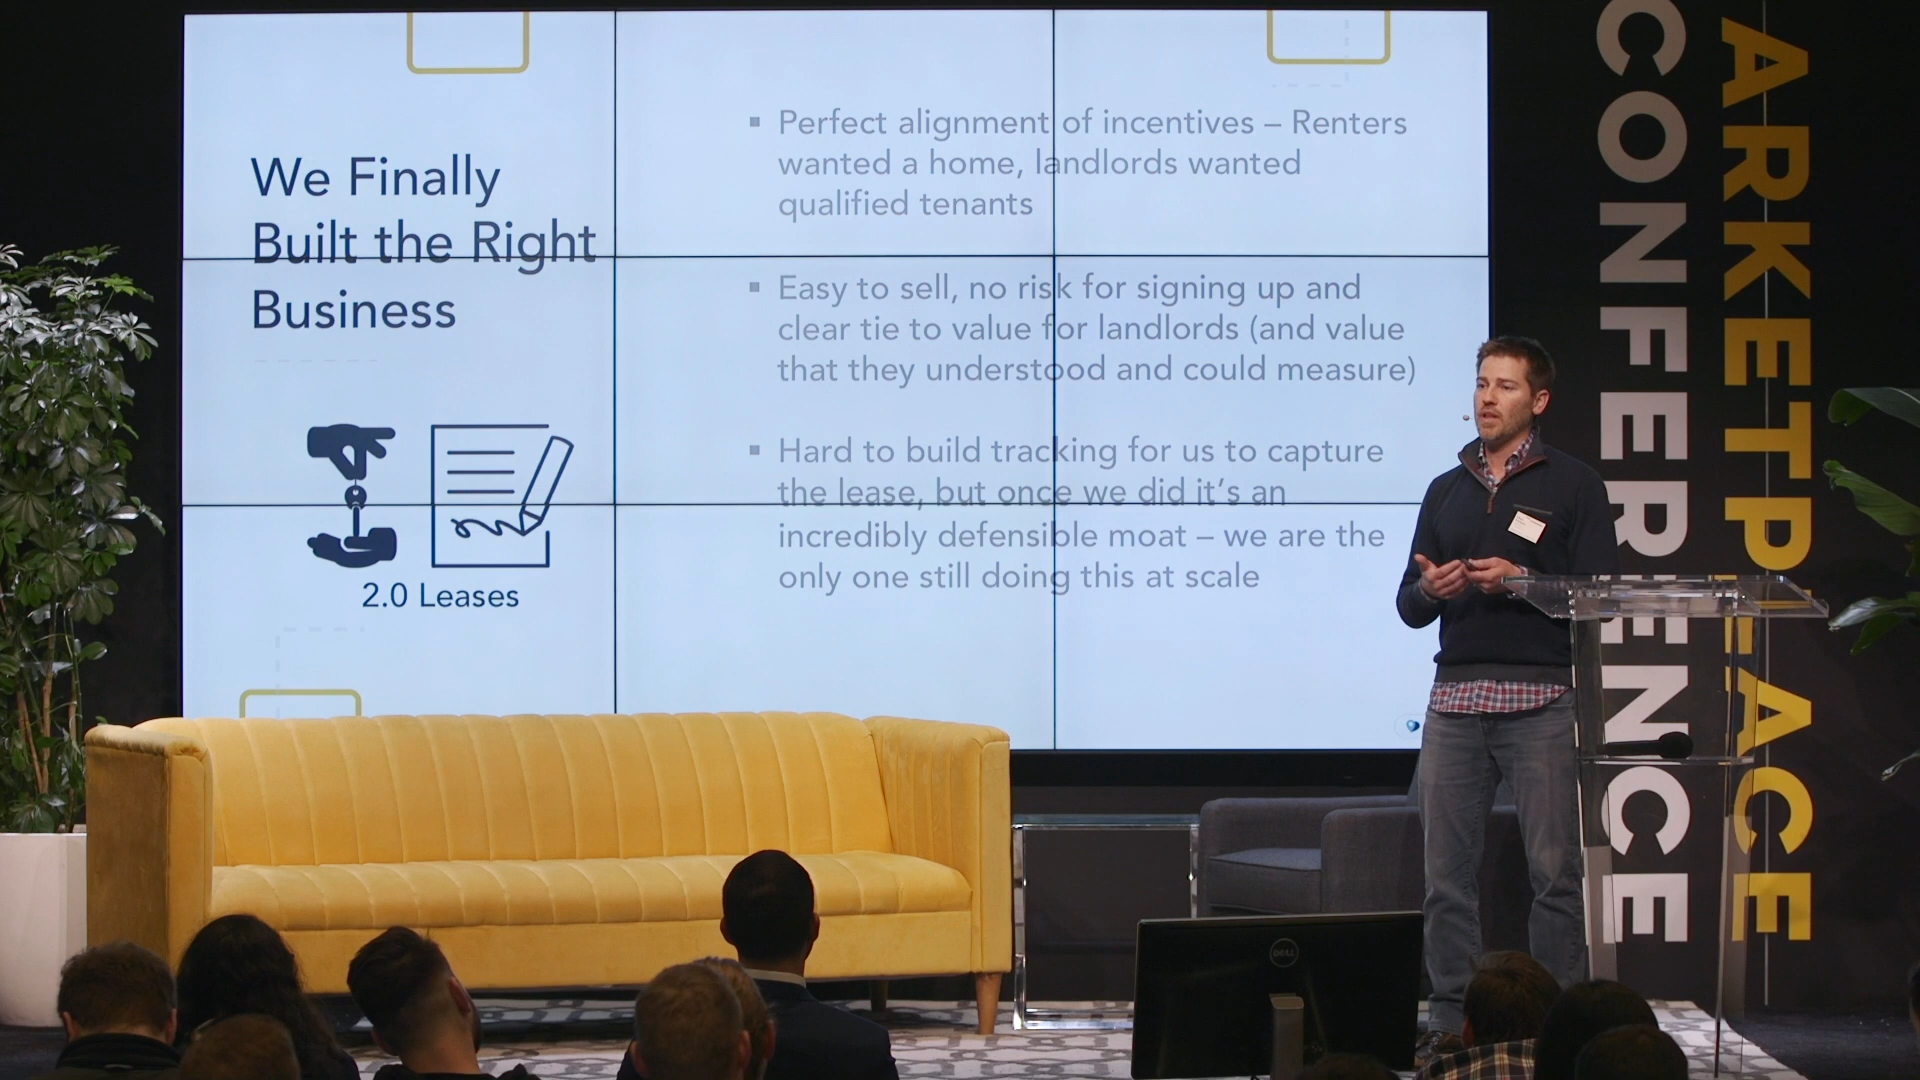 We Finally
Built the Right
Business
2.0 Leases
▪ Perfect alignment of incentives – Renters
wanted a home, landlords wanted
qualified tenants
▪ Easy to sell, no risk for signing up and
clear tie to value for landlords (and value
that they understood and could measure)
▪ Hard to build tracking for us to capture
the lease, but once we did it's an
incredibly defensible moat – we are the
only one still doing this at scale
ARKETPLACE
CONFERENCE
DELL